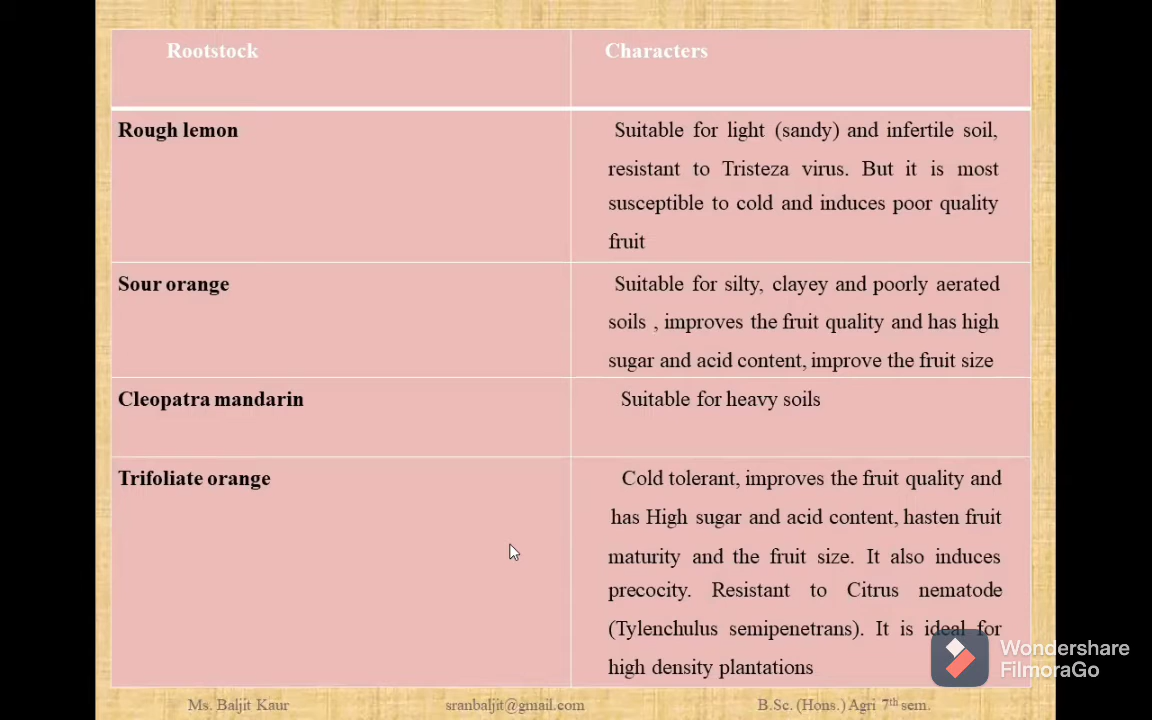 Rootstock
Characters
Rough lemon
Suitable for light (sandy) and infertile soil,
resistant to Tristeza virus. But it is most
susceptible to cold and induces poor quality
fruit
Sour orange
Suitable for silty, clayey and poorly aerated
soils , improves the fruit quality and has high
sugar and acid content, improve the fruit size
Cleopatra mandarin
Suitable for heavy soils
Trifoliate orange
Cold tolerant, improves the fruit quality and
has High sugar and acid content, hasten fruit
maturity and the fruit size. It also induces
precocity. Resistant to Citrus nematode
(Tylenchulus semipenetrans). It is ideal for
high density plantations
Wondershare
FilmoraGo
Ms. Baljit Kaur sranbaljit@gmail.com B.Sc. (Hons.) Agri 7th sem.